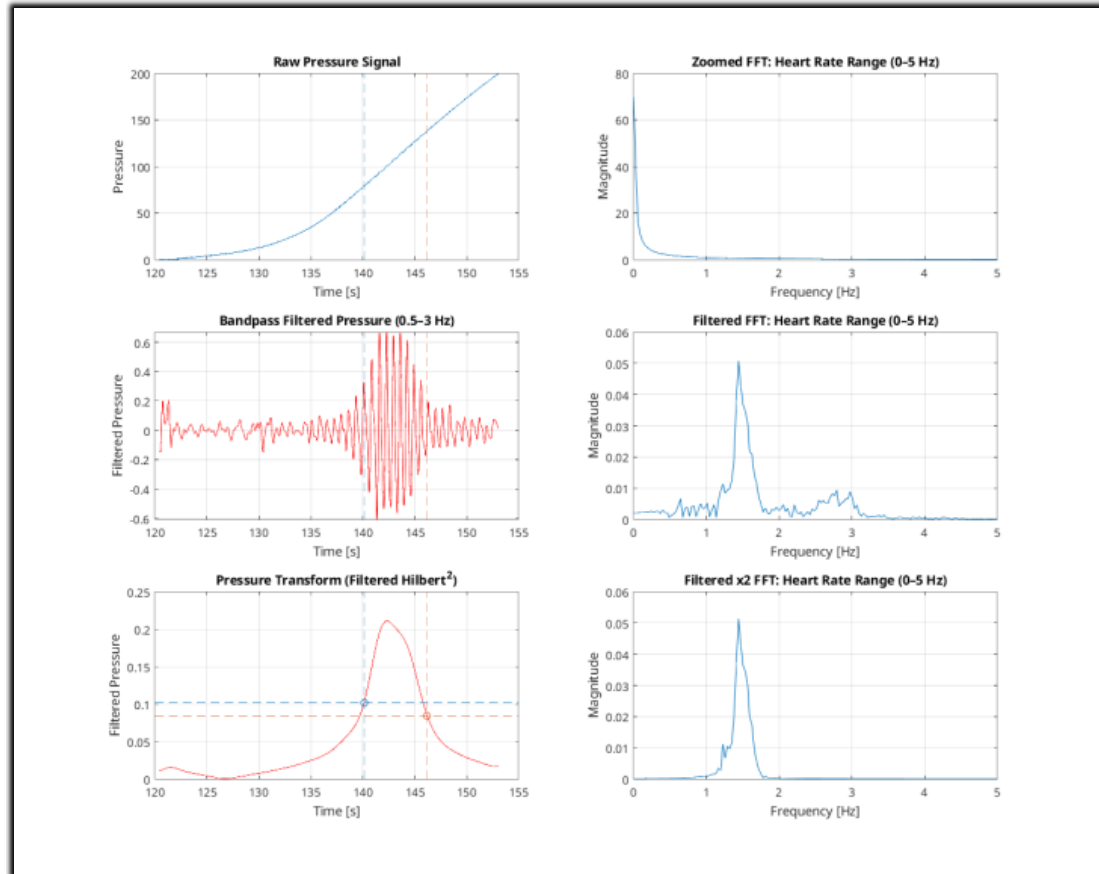 Raw Pressure Signal
200
150
100
50
0
Pressure
120 125 130 135 140 145 150 155
Time [s]
Zoomed FFT: Heart Rate Range (0–5 Hz)
80
60
40
20
0
Magnitude
0 1 2 3 4 5
Frequency [Hz]
Bandpass Filtered Pressure (0.5–3 Hz)
0.6
0.4
0.2
0
-0.2
-0.4
-0.6
Filtered Pressure
120 125 130 135 140 145 150 155
Time [s]
Filtered FFT: Heart Rate Range (0–5 Hz)
0.06
0.05
0.04
0.03
0.02
0.01
0
Magnitude
0 1 2 3 4 5
Frequency [Hz]
Pressure Transform (Filtered Hilbert²)
0.25
0.2
0.15
0.1
0.05
0
Filtered Pressure
120 125 130 135 140 145 150 155
Time [s]
Filtered x2 FFT: Heart Rate Range (0–5 Hz)
0.06
0.05
0.04
0.03
0.02
0.01
0
Magnitude
0 1 2 3 4 5
Frequency [Hz]